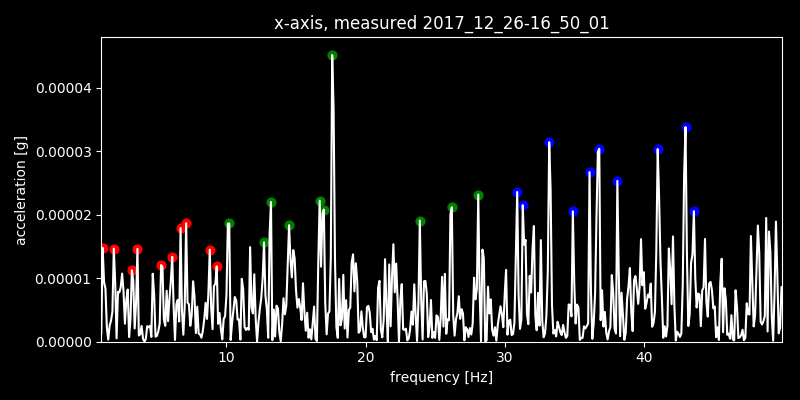 x-axis, measured 2017_12_26-16_50_01
acceleration [g]
0.00004
0.00003
0.00002
0.00001
0.00000
10 20 30 40
frequency [Hz]